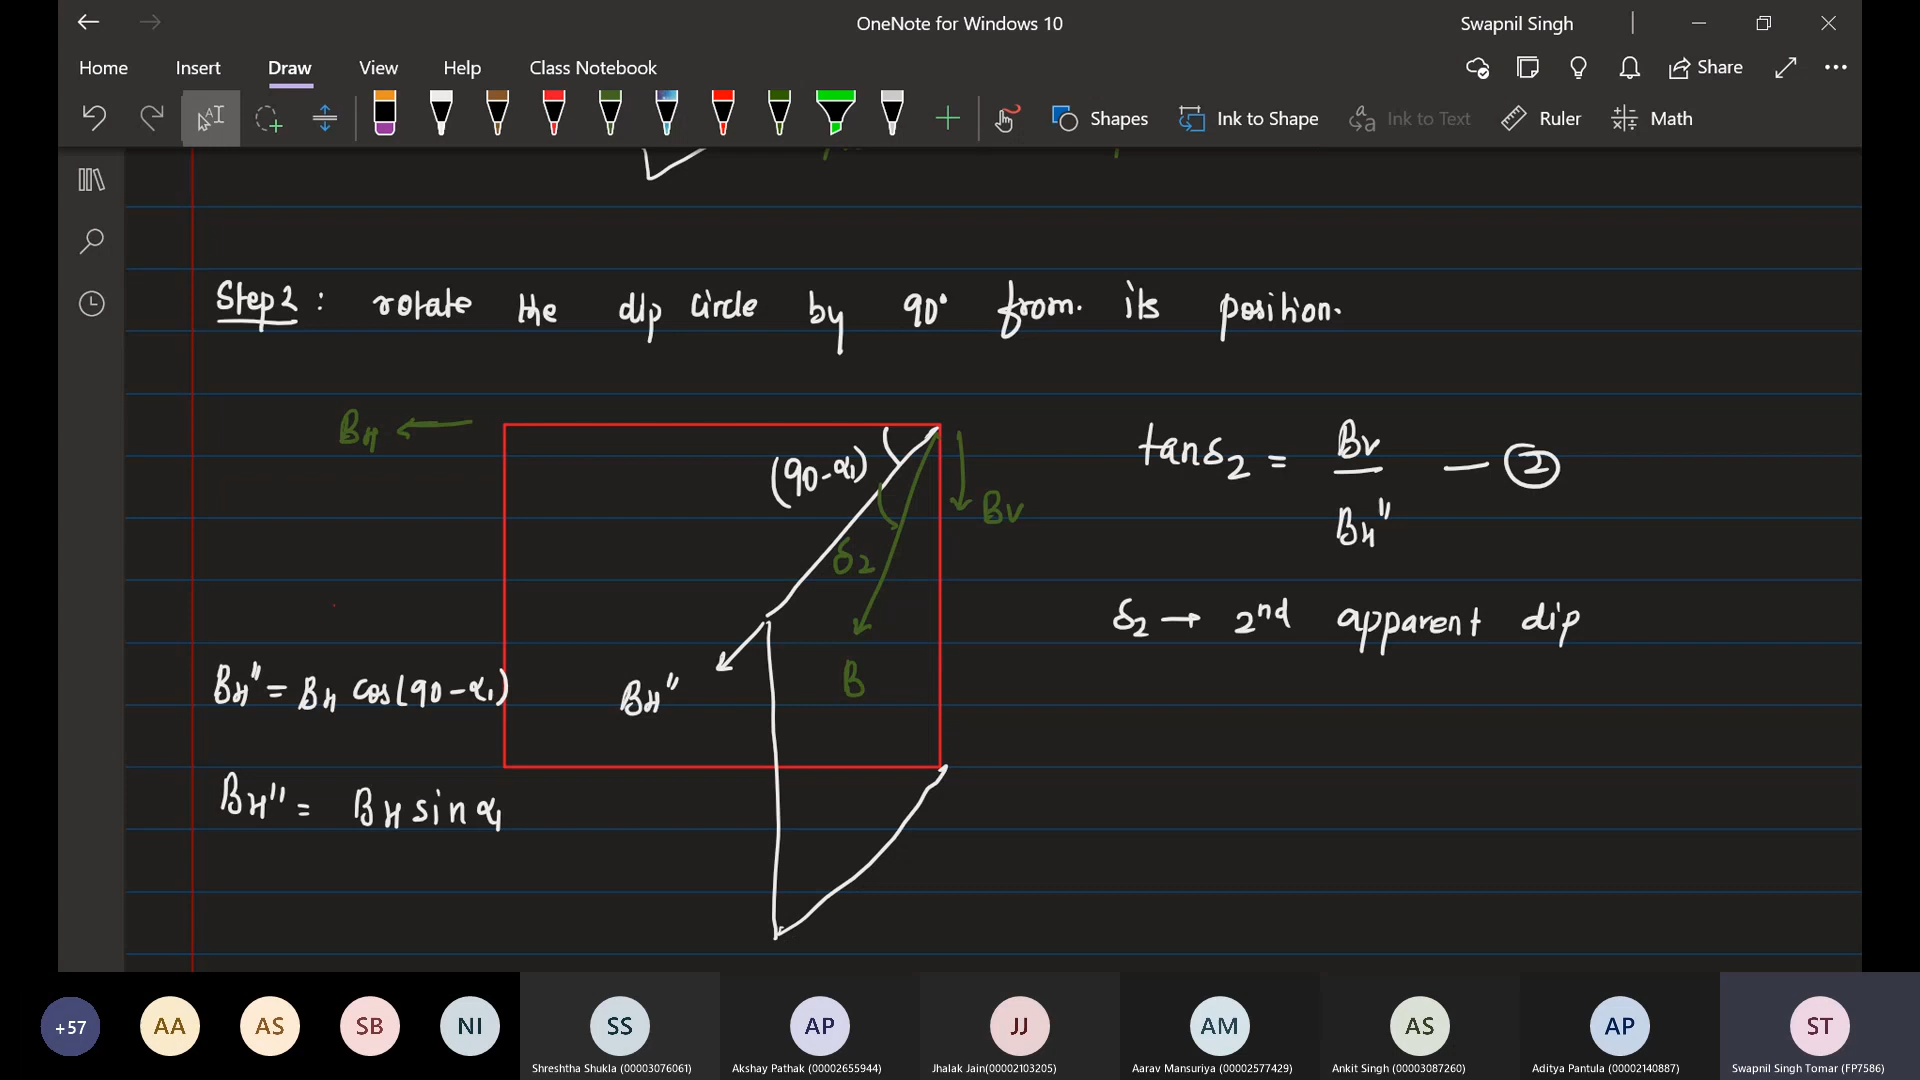 OneNote for Windows 10
Swapnil Singh
Home Insert Draw View Help Class Notebook
Share
Shapes Ink to Shape Ink to Text Ruler Math
Step 2 : rotate the dip circle by 90° from its position.
BH ←
(90-α₁)
δ₂
Bv
B
BH''
tanδ₂ = Bv / BH'' — ②
δ₂ → 2nd apparent dip
BH'' = BH cos(90-α₁)
BH'' = BH sin α₁
+57 AA AS SB NI SS AP JJ AM AS AP ST
Shreshtha Shukla (00003076061) Akshay Pathak (00002655944) Jhalak Jain(00002103205) Aarav Mansuriya (00002577429) Ankit Singh (00003087260) Aditya Pantula (00002140887) Swapnil Singh Tomar (FP7586)